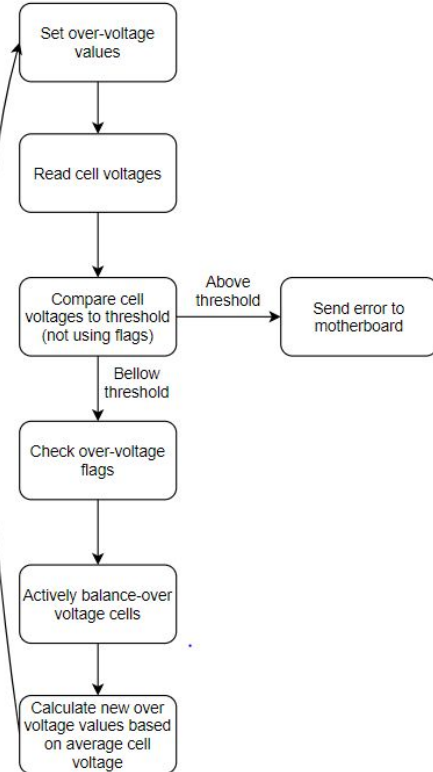 Set over-voltage
values
Read cell voltages
Compare cell
voltages to threshold
(not using flags)
Above
threshold
Send error to
motherboard
Bellow
threshold
Check over-voltage
flags
Actively balance-over
voltage cells
Calculate new over
voltage values based
on average cell
voltage